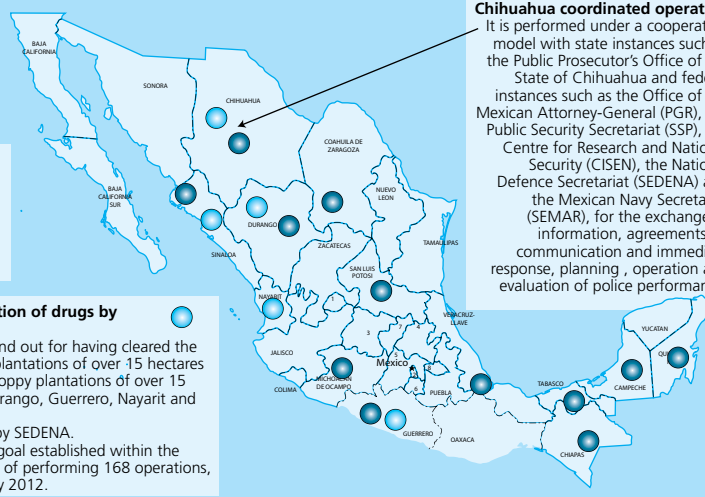 Chihuahua coordinated operat
It is performed under a cooperat
model with state instances such
the Public Prosecutor's Office of
State of Chihuahua and fede
instances such as the Office of
Mexican Attorney-General (PGR),
Public Security Secretariat (SSP),
Centre for Research and Natio
Security (CISEN), the Natio
Defence Secretariat (SEDENA) a
the Mexican Navy Secreta
(SEMAR), for the exchange
information, agreements
communication and immedi
response, planning , operation a
evaluation of police performan
BAJA
CALIFORNIA
SONORA
CHIHUAHUA
COAHUILA DE
ZARAGOZA
BAJA
CALIFORNIA
SUR
NUEVO
LEON
DURANGO
SINALOA
ZACATECAS
TAMAULIPAS
SAN LUIS
POTOSI
NAYARIT
1
VERACRUZ-
LLAVE
3
7
4
JALISCO
5
México
MICHOACAN
DE OCAMPO
8
6
COLIMA
PUEBLA
GUERRERO
OAXACA
TABASCO
CHIAPAS
CAMPECHE
YUCATAN
QU
tion of drugs by
nd out for having cleared the
plantations of over 15 hectares
oppy plantations of over 15
rango, Guerrero, Nayarit and
by SEDENA.
goal established within the
of performing 168 operations,
y 2012.